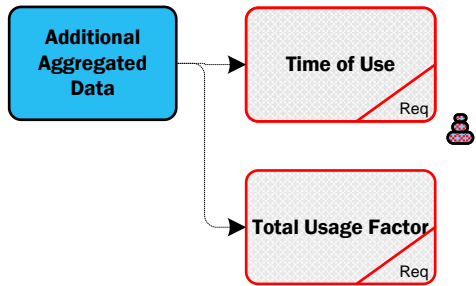 Additional
Aggregated
Data
Time of Use
Req
Total Usage Factor
Req